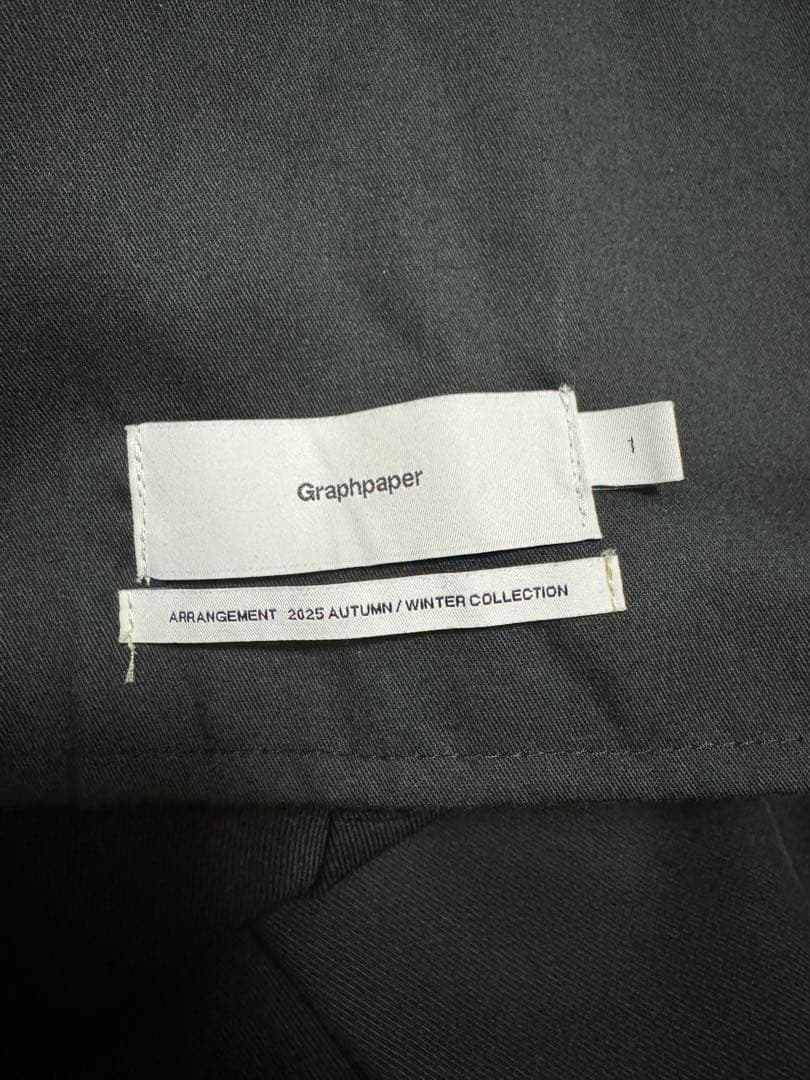 Graphpaper
1
ARRANGEMENT 2025 AUTUMN / WINTER COLLECTION